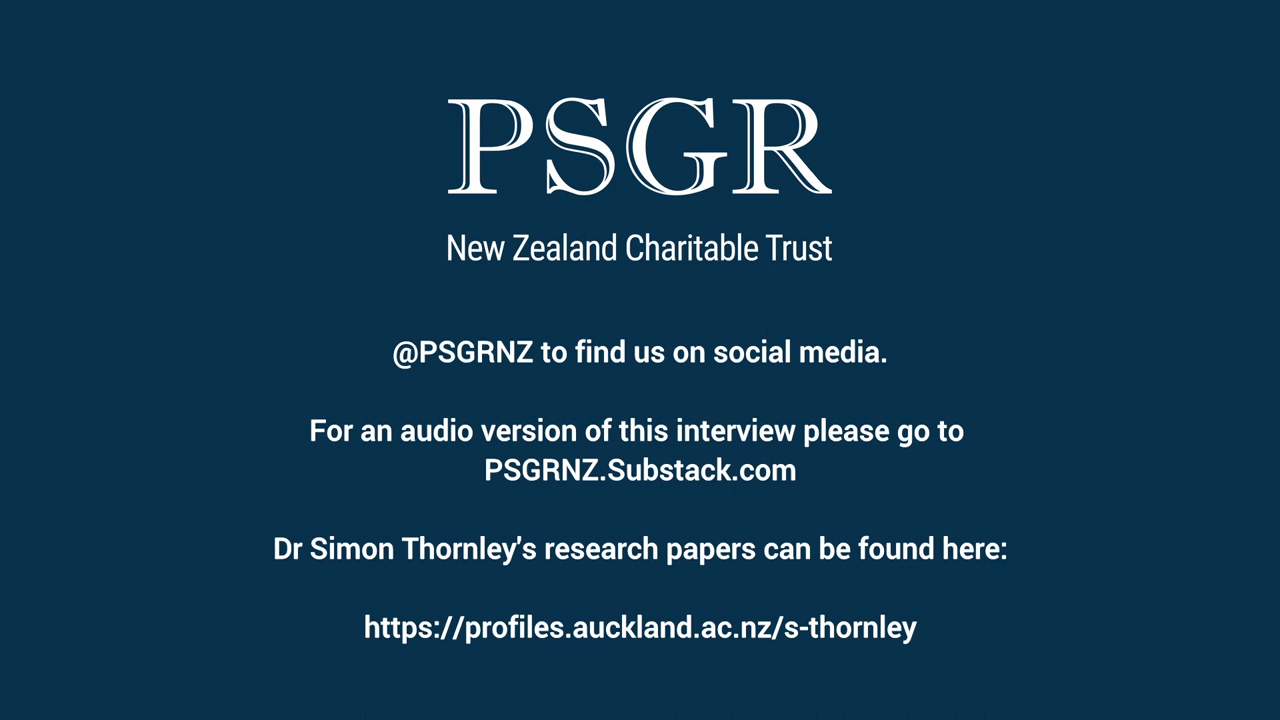 PSGR
New Zealand Charitable Trust
@PSGRNZ to find us on social media.
For an audio version of this interview please go to
PSGRNZ.Substack.com
Dr Simon Thornley's research papers can be found here:
https://profiles.auckland.ac.nz/s-thornley